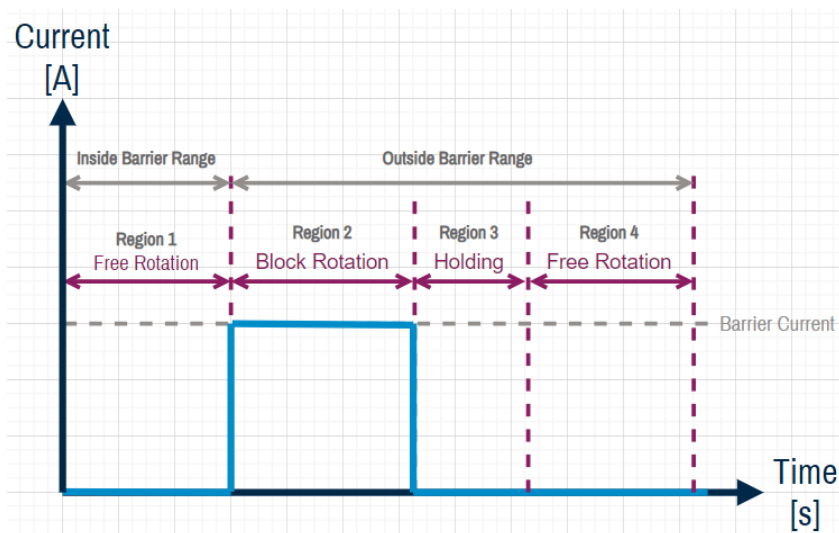 Current
[A]
Inside Barrier Range
Outside Barrier Range
Region 1
Free Rotation
Region 2
Block Rotation
Region 3
Holding
Region 4
Free Rotation
Barrier Current
Time
[s]